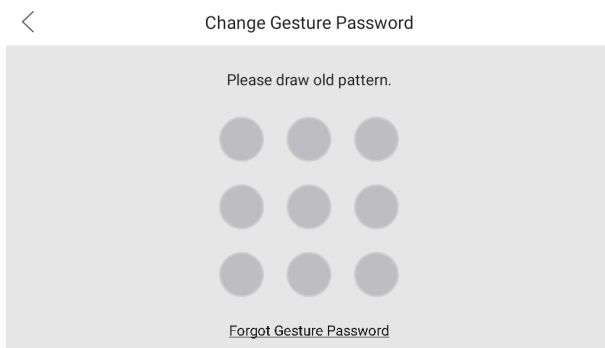 Change Gesture Password
Please draw old pattern.
Forgot Gesture Password